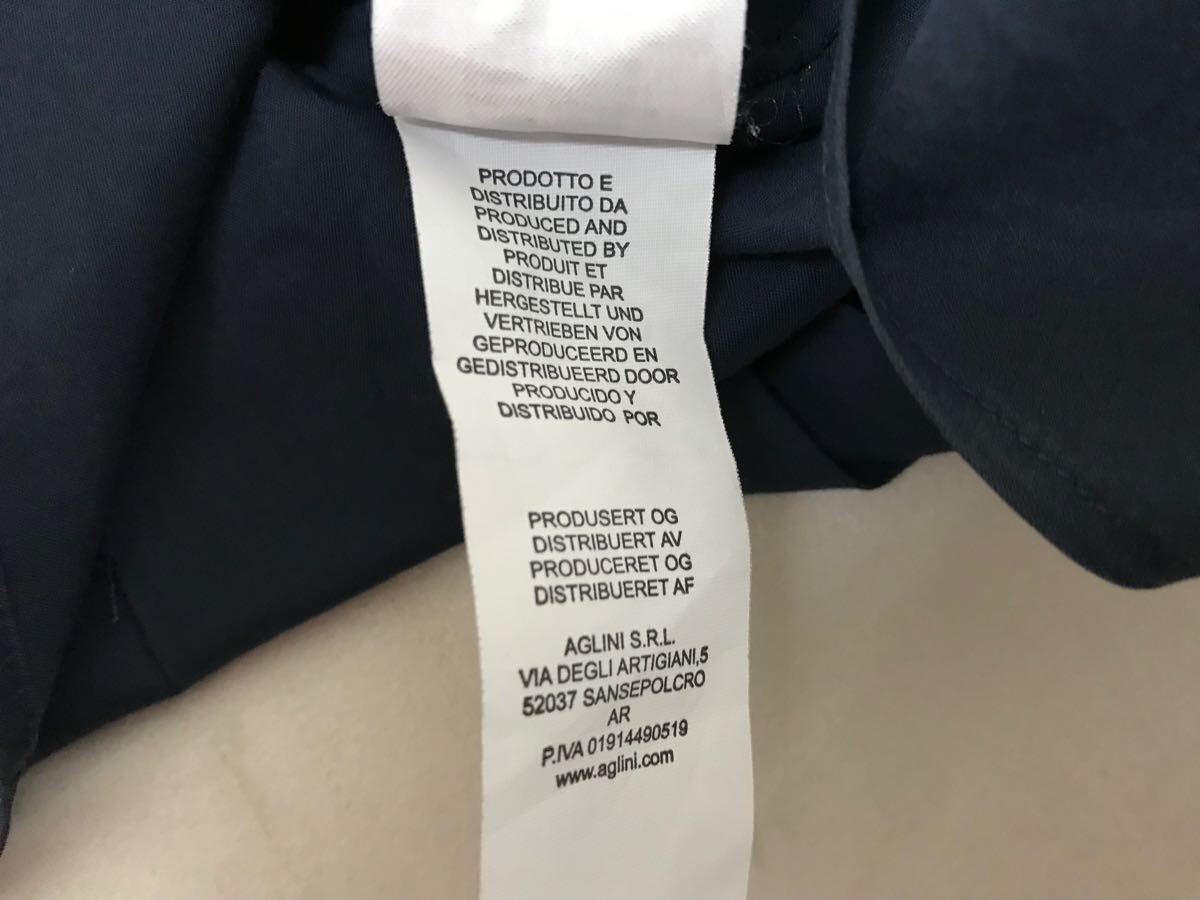 PRODOTTO E
DISTRIBUITO DA
PRODUCED AND
DISTRIBUTED BY
PRODUIT ET
DISTRIBUE PAR
HERGESTELLT UND
VERTRIEBEN VON
GEPRODUCEERD EN
GEDISTRIBUEERD DOOR
PRODUCIDO Y
DISTRIBUIDO POR
PRODUSERT OG
DISTRIBUERT AV
PRODUCERET OG
DISTRIBUERET AF
AGLINI S.R.L.
VIA DEGLI ARTIGIANI,5
52037 SANSEPOLCRO
AR
P.IVA 01914490519
www.aglini.com